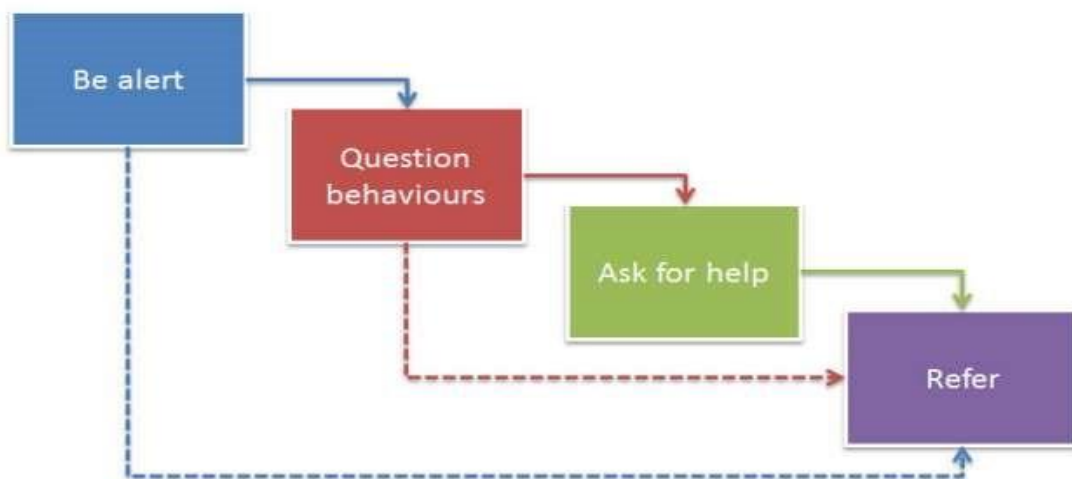 Be alert
Question
behaviours
Ask for help
Refer